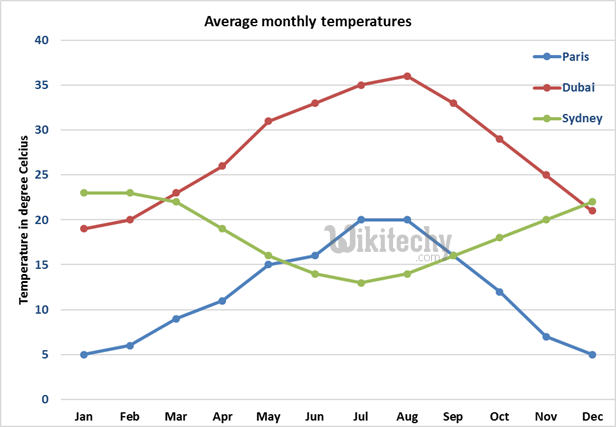 Average monthly temperatures
Temperature in degree Celcius
40
35
30
25
20
15
10
5
0
Jan Feb Mar Apr May Jun Jul Aug Sep Oct Nov Dec
Paris
Dubai
Sydney
Wikitechy
.com